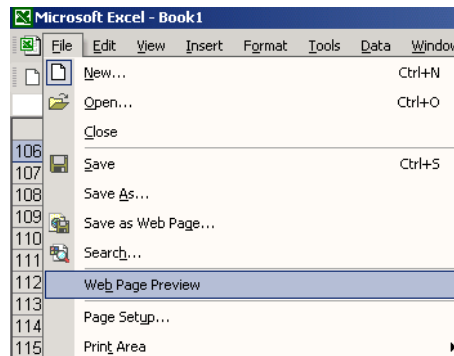 Microsoft Excel - Book1
File Edit View Insert Format Tools Data Window
New... Ctrl+N
Open... Ctrl+O
Close
106
Save Ctrl+S
107
108 Save As...
109 Save as Web Page...
110
111 Search...
112 Web Page Preview
113
114 Page Setup...
115 Print Area